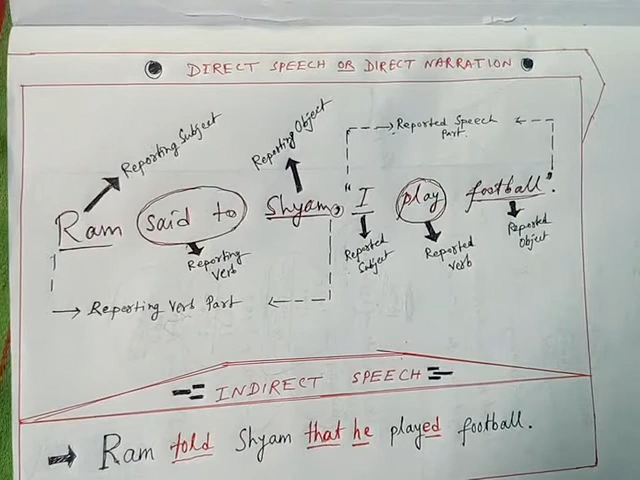 DIRECT SPEECH OR DIRECT NARRATION
Reporting Subject
Reporting Object
Reported Speech
Part.
Ram said to Shyam, "I play football".
Reporting
Verb
Reported
Subject
Reported
Verb
Reported
Object
Reporting Verb Part
INDIRECT SPEECH
Ram told Shyam that he played football.